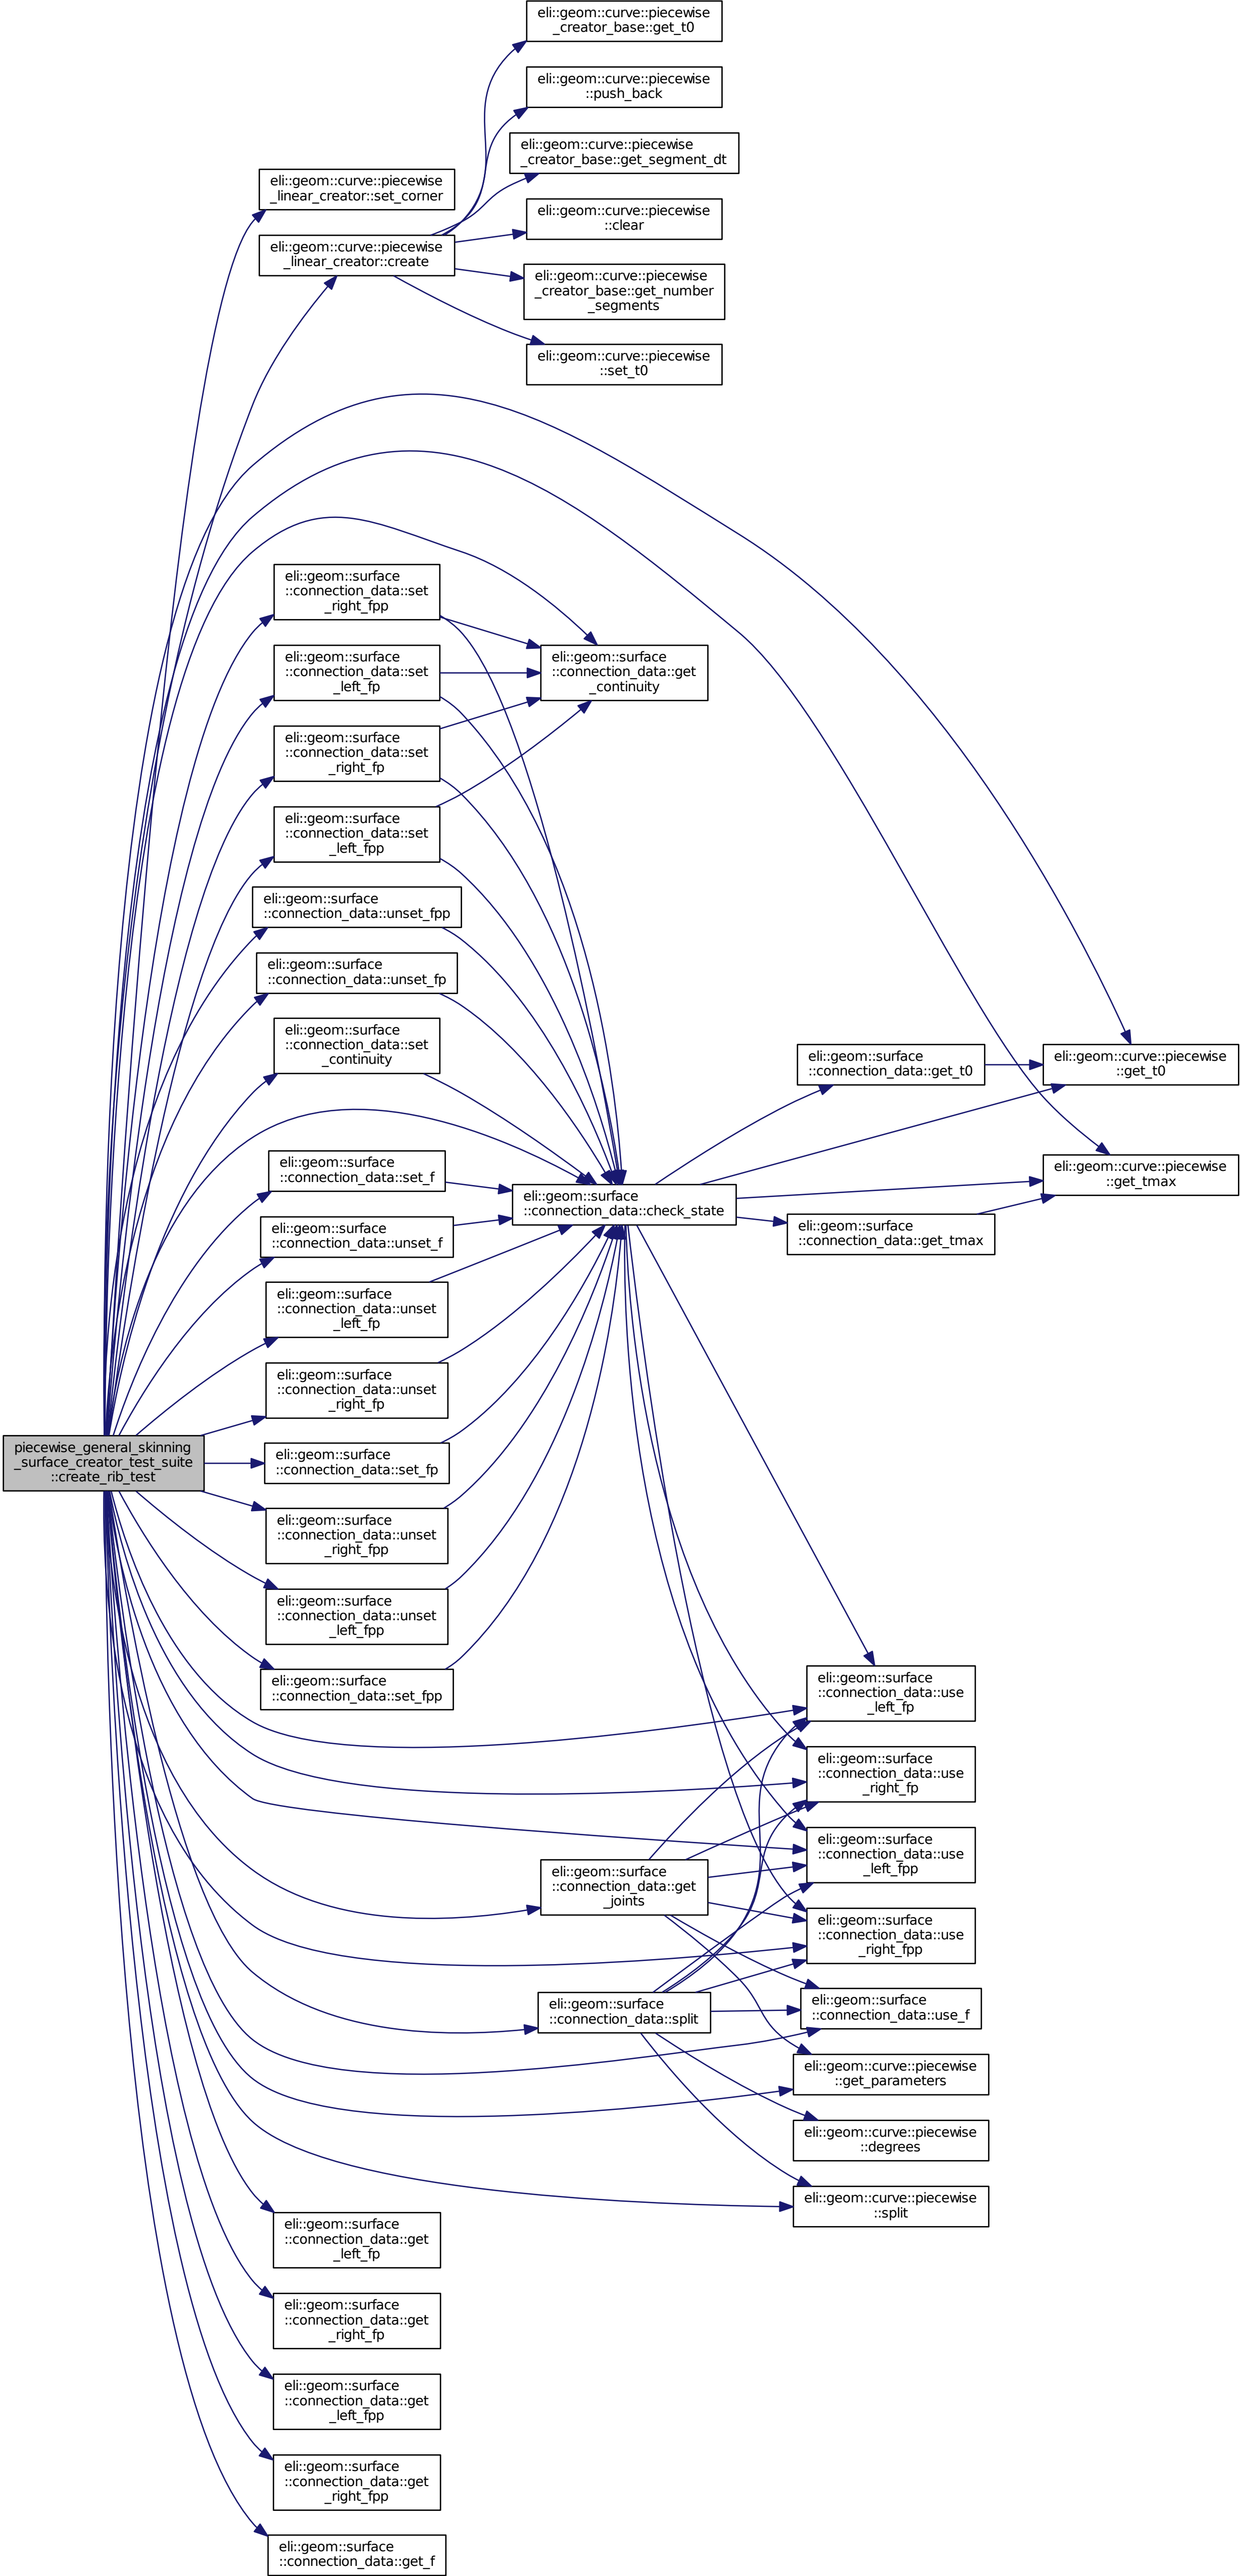 eli::geom::curve::piecewise
_creator_base::get_t0
eli::geom::curve::piecewise
::push_back
eli::geom::curve::piecewise
_creator_base::get_segment_dt
eli::geom::curve::piecewise
_linear_creator::set_corner
eli::geom::curve::piecewise
::clear
eli::geom::curve::piecewise
_linear_creator::create
eli::geom::curve::piecewise
_creator_base::get_number
_segments
eli::geom::curve::piecewise
::set_t0
eli::geom::surface
::connection_data::set
_right_fpp
eli::geom::surface
::connection_data::set
_left_fp
eli::geom::surface
::connection_data::get
_continuity
eli::geom::surface
::connection_data::set
_right_fp
eli::geom::surface
::connection_data::set
_left_fpp
eli::geom::surface
::connection_data::unset_fpp
eli::geom::surface
::connection_data::unset_fp
eli::geom::surface
::connection_data::set
_continuity
eli::geom::surface
::connection_data::get_t0
eli::geom::curve::piecewise
::get_t0
eli::geom::surface
::connection_data::set_f
eli::geom::curve::piecewise
::get_tmax
eli::geom::surface
::connection_data::check_state
eli::geom::surface
::connection_data::unset_f
eli::geom::surface
::connection_data::get_tmax
eli::geom::surface
::connection_data::unset
_left_fp
eli::geom::surface
::connection_data::unset
_right_fp
piecewise_general_skinning
_surface_creator_test_suite
::create_rib_test
eli::geom::surface
::connection_data::set_fp
eli::geom::surface
::connection_data::unset
_right_fpp
eli::geom::surface
::connection_data::unset
_left_fpp
eli::geom::surface
::connection_data::set_fpp
eli::geom::surface
::connection_data::use
_left_fp
eli::geom::surface
::connection_data::use
_right_fp
eli::geom::surface
::connection_data::use
_left_fpp
eli::geom::surface
::connection_data::get
_joints
eli::geom::surface
::connection_data::use
_right_fpp
eli::geom::surface
::connection_data::split
eli::geom::surface
::connection_data::use_f
eli::geom::curve::piecewise
::get_parameters
eli::geom::curve::piecewise
::degrees
eli::geom::curve::piecewise
::split
eli::geom::surface
::connection_data::get
_left_fp
eli::geom::surface
::connection_data::get
_right_fp
eli::geom::surface
::connection_data::get
_left_fpp
eli::geom::surface
::connection_data::get
_right_fpp
eli::geom::surface
::connection_data::get_f